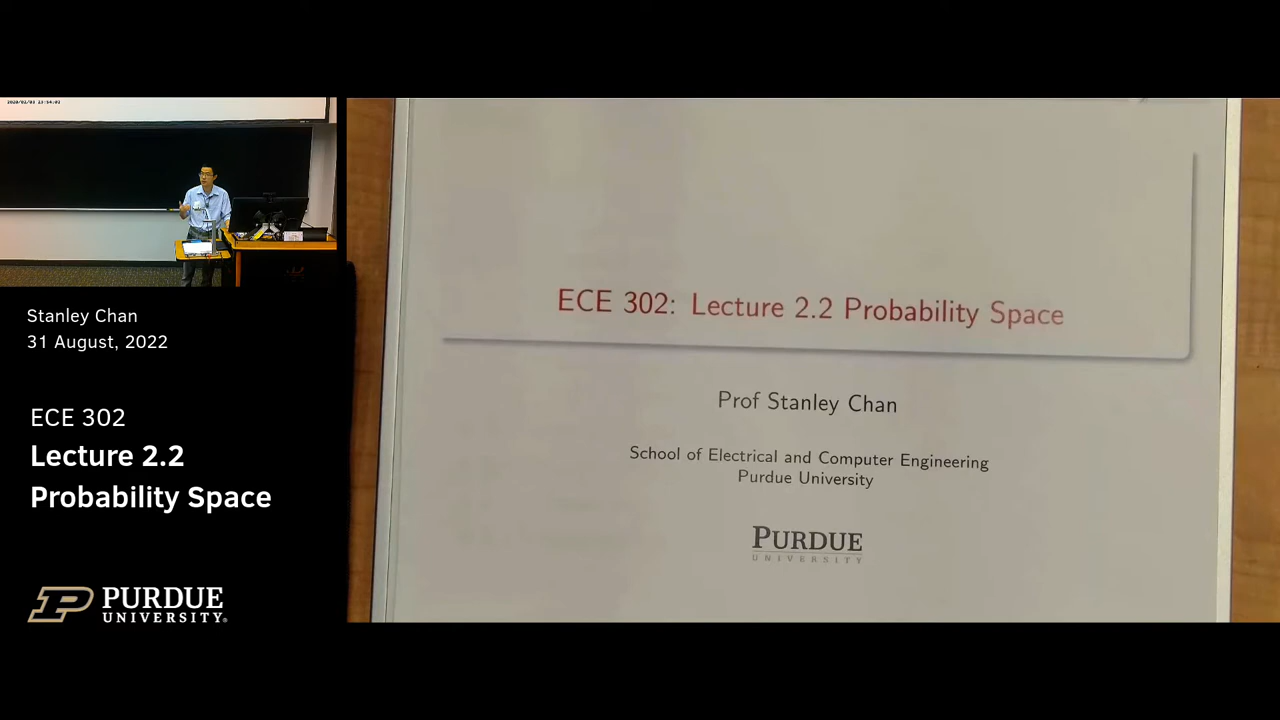 Stanley Chan
31 August, 2022
ECE 302
Lecture 2.2
Probability Space
PURDUE
UNIVERSITY®
ECE 302: Lecture 2.2 Probability Space
Prof Stanley Chan
School of Electrical and Computer Engineering
Purdue University
PURDUE
UNIVERSITY